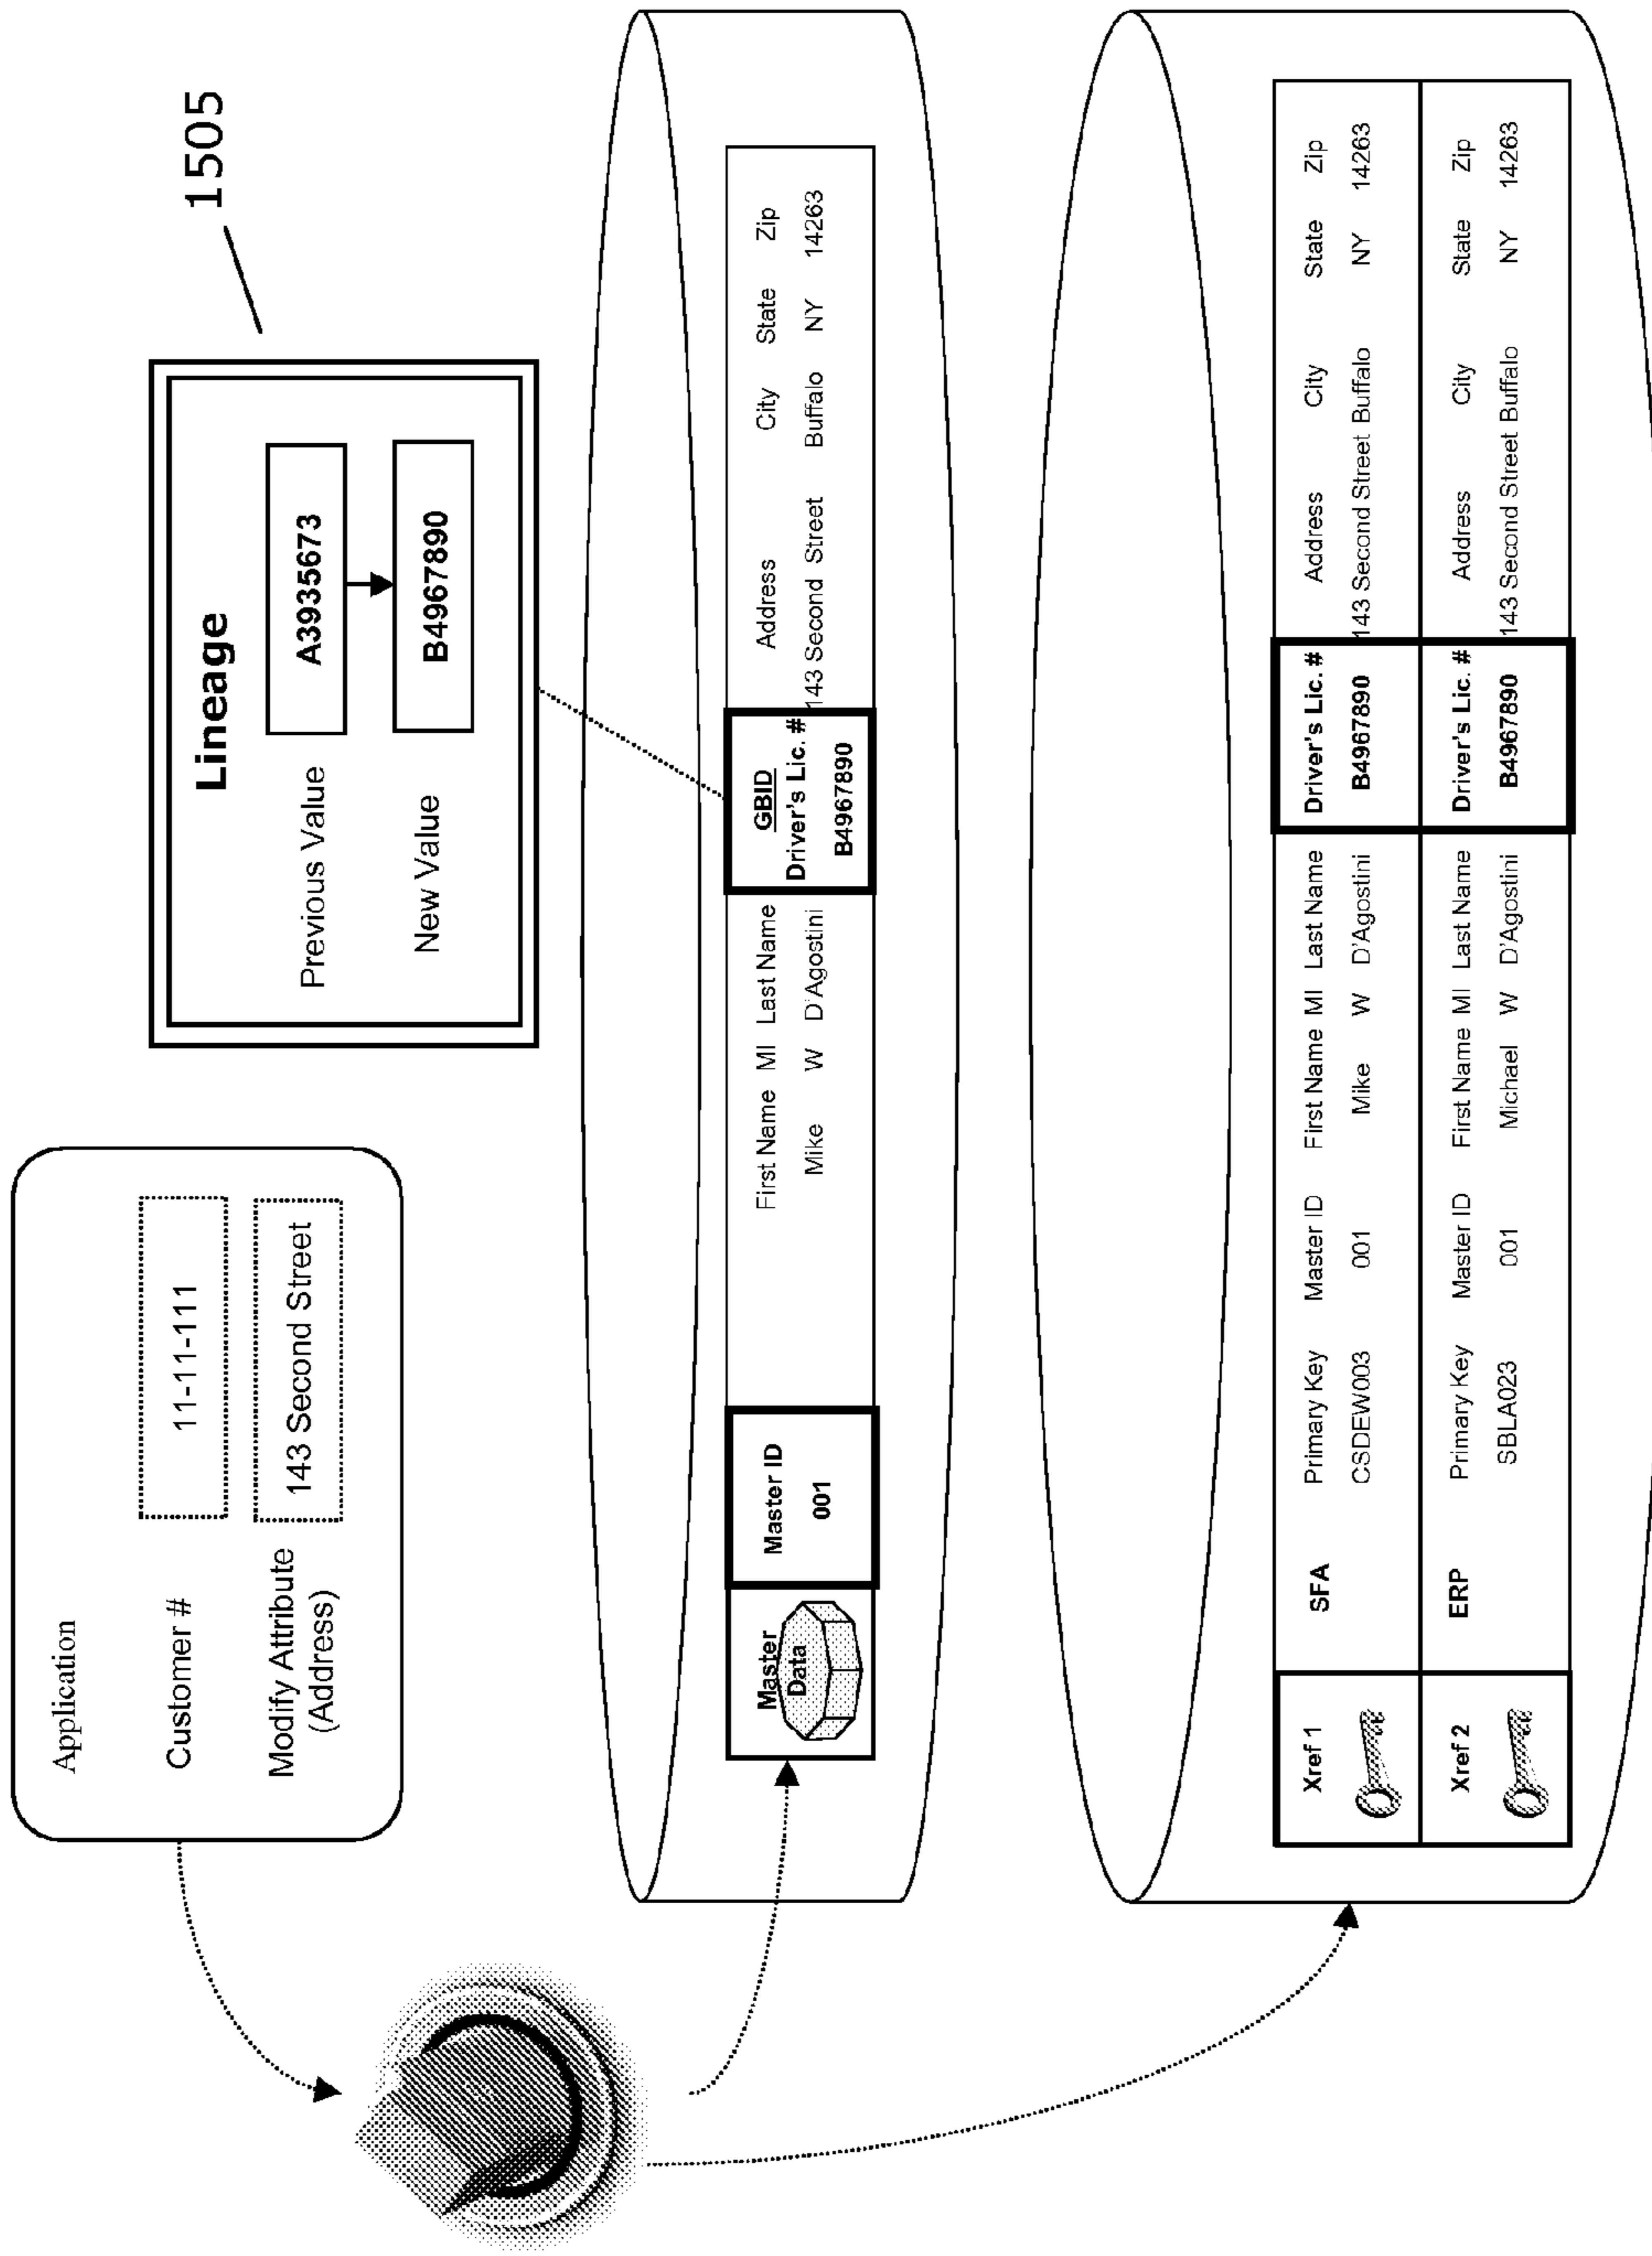 Application
Customer # 11-11-111
Modify Attribute 143 Second Street
(Address)
1505
Lineage
Previous Value A3935673
New Value B4967890
Master
Data
Master ID
001
First Name MI Last Name
Mike W D'Agostini
GBID
Driver's Lic. #
B4967890
Address City State Zip
143 Second Street Buffalo NY 14263
Xref 1 SFA Primary Key Master ID First Name MI Last Name Driver's Lic. # Address City State Zip
CSDEW003 001 Mike W D'Agostini B4967890 143 Second Street Buffalo NY 14263
Xref 2 ERP Primary Key Master ID First Name MI Last Name Driver's Lic. # Address City State Zip
SBLA023 001 Michael W D'Agostini B4967890 143 Second Street Buffalo NY 14263